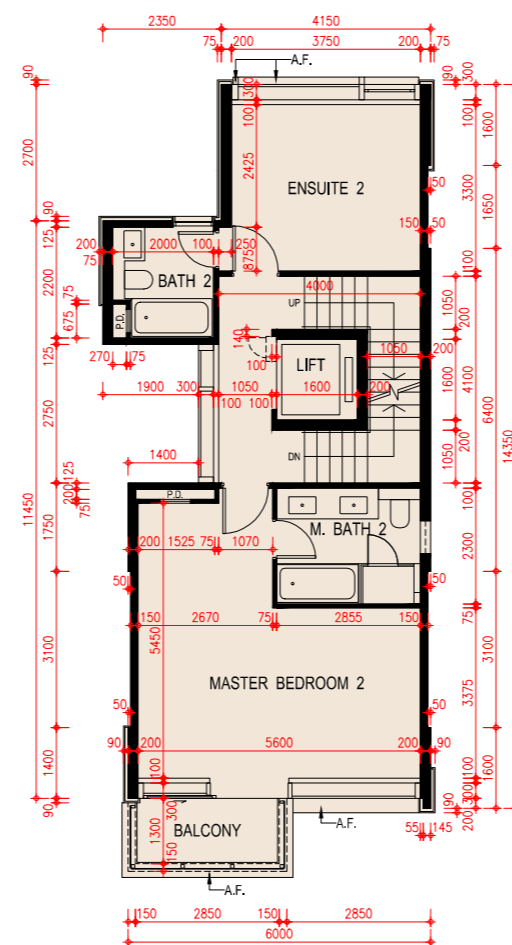 2350 4150
75 200 3750 200 75
A.F.
90 300 90 300
100 100 1600
2700 2425 3300
ENSUITE 2
50 1650
90 150 50
125 200 2000 100 250
75 875 100
2200 BATH 2 4000
75 UP 1050
675 P.D. 140 200
125 270 75 100 LIFT 1050 200
1900 300 1050 1600 200 1600 4100 6400
100 100
2750 14350
1400 DN 1050 200
125
200 P.D.
75
11450 1750 M. BATH 2 2300
200 1525 75 1070
50 50
150 2670 75 2855 150 75
3100 5450 3100
MASTER BEDROOM 2 3375
50 50
90 200 5600 200 90
1400 100 100 1600
90 300 300
1300 BALCONY 200
A.F. 55 145
150
A.F.
150 2850 150 2850
6000